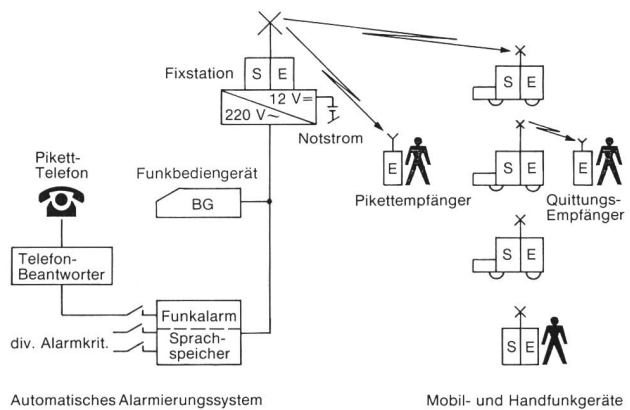 Fixstation
S E
12 V=
220 V~
Notstrom
S E
Pikett-
Telefon
Funkbediengerät
BG
E
Pikettempfänger
S E
E
Quittungs-
Empfänger
Telefon-
Beantworter
S E
Funkalarm
Sprach-
speicher
div. Alarmkrit.
S E
Automatisches Alarmierungssystem
Mobil- und Handfunkgeräte